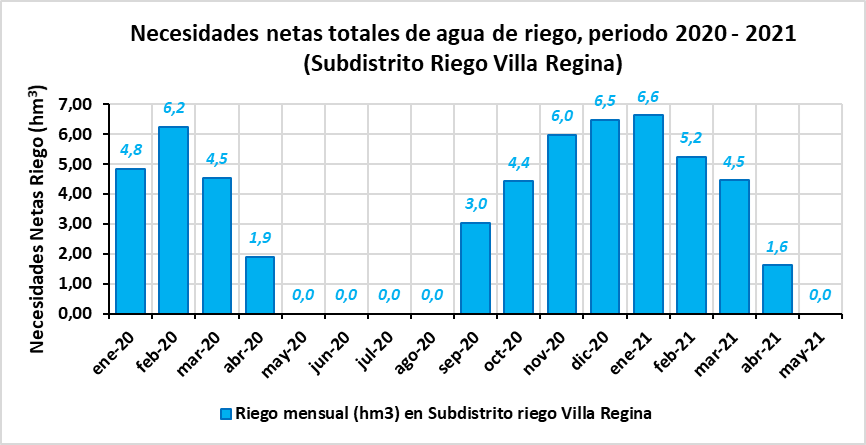 Necesidades netas totales de agua de riego, periodo 2020 - 2021
(Subdistrito Riego Villa Regina)
Necesidades Netas Riego (hm³)
7,00
6,00
5,00
4,00
3,00
2,00
1,00
0,00
4,8
6,2
4,5
1,9
0,0
0,0
0,0
0,0
3,0
4,4
6,0
6,5
6,6
5,2
4,5
1,6
0,0
ene-20
feb-20
mar-20
abr-20
may-20
jun-20
jul-20
ago-20
sep-20
oct-20
nov-20
dic-20
ene-21
feb-21
mar-21
abr-21
may-21
Riego mensual (hm3) en Subdistrito riego Villa Regina